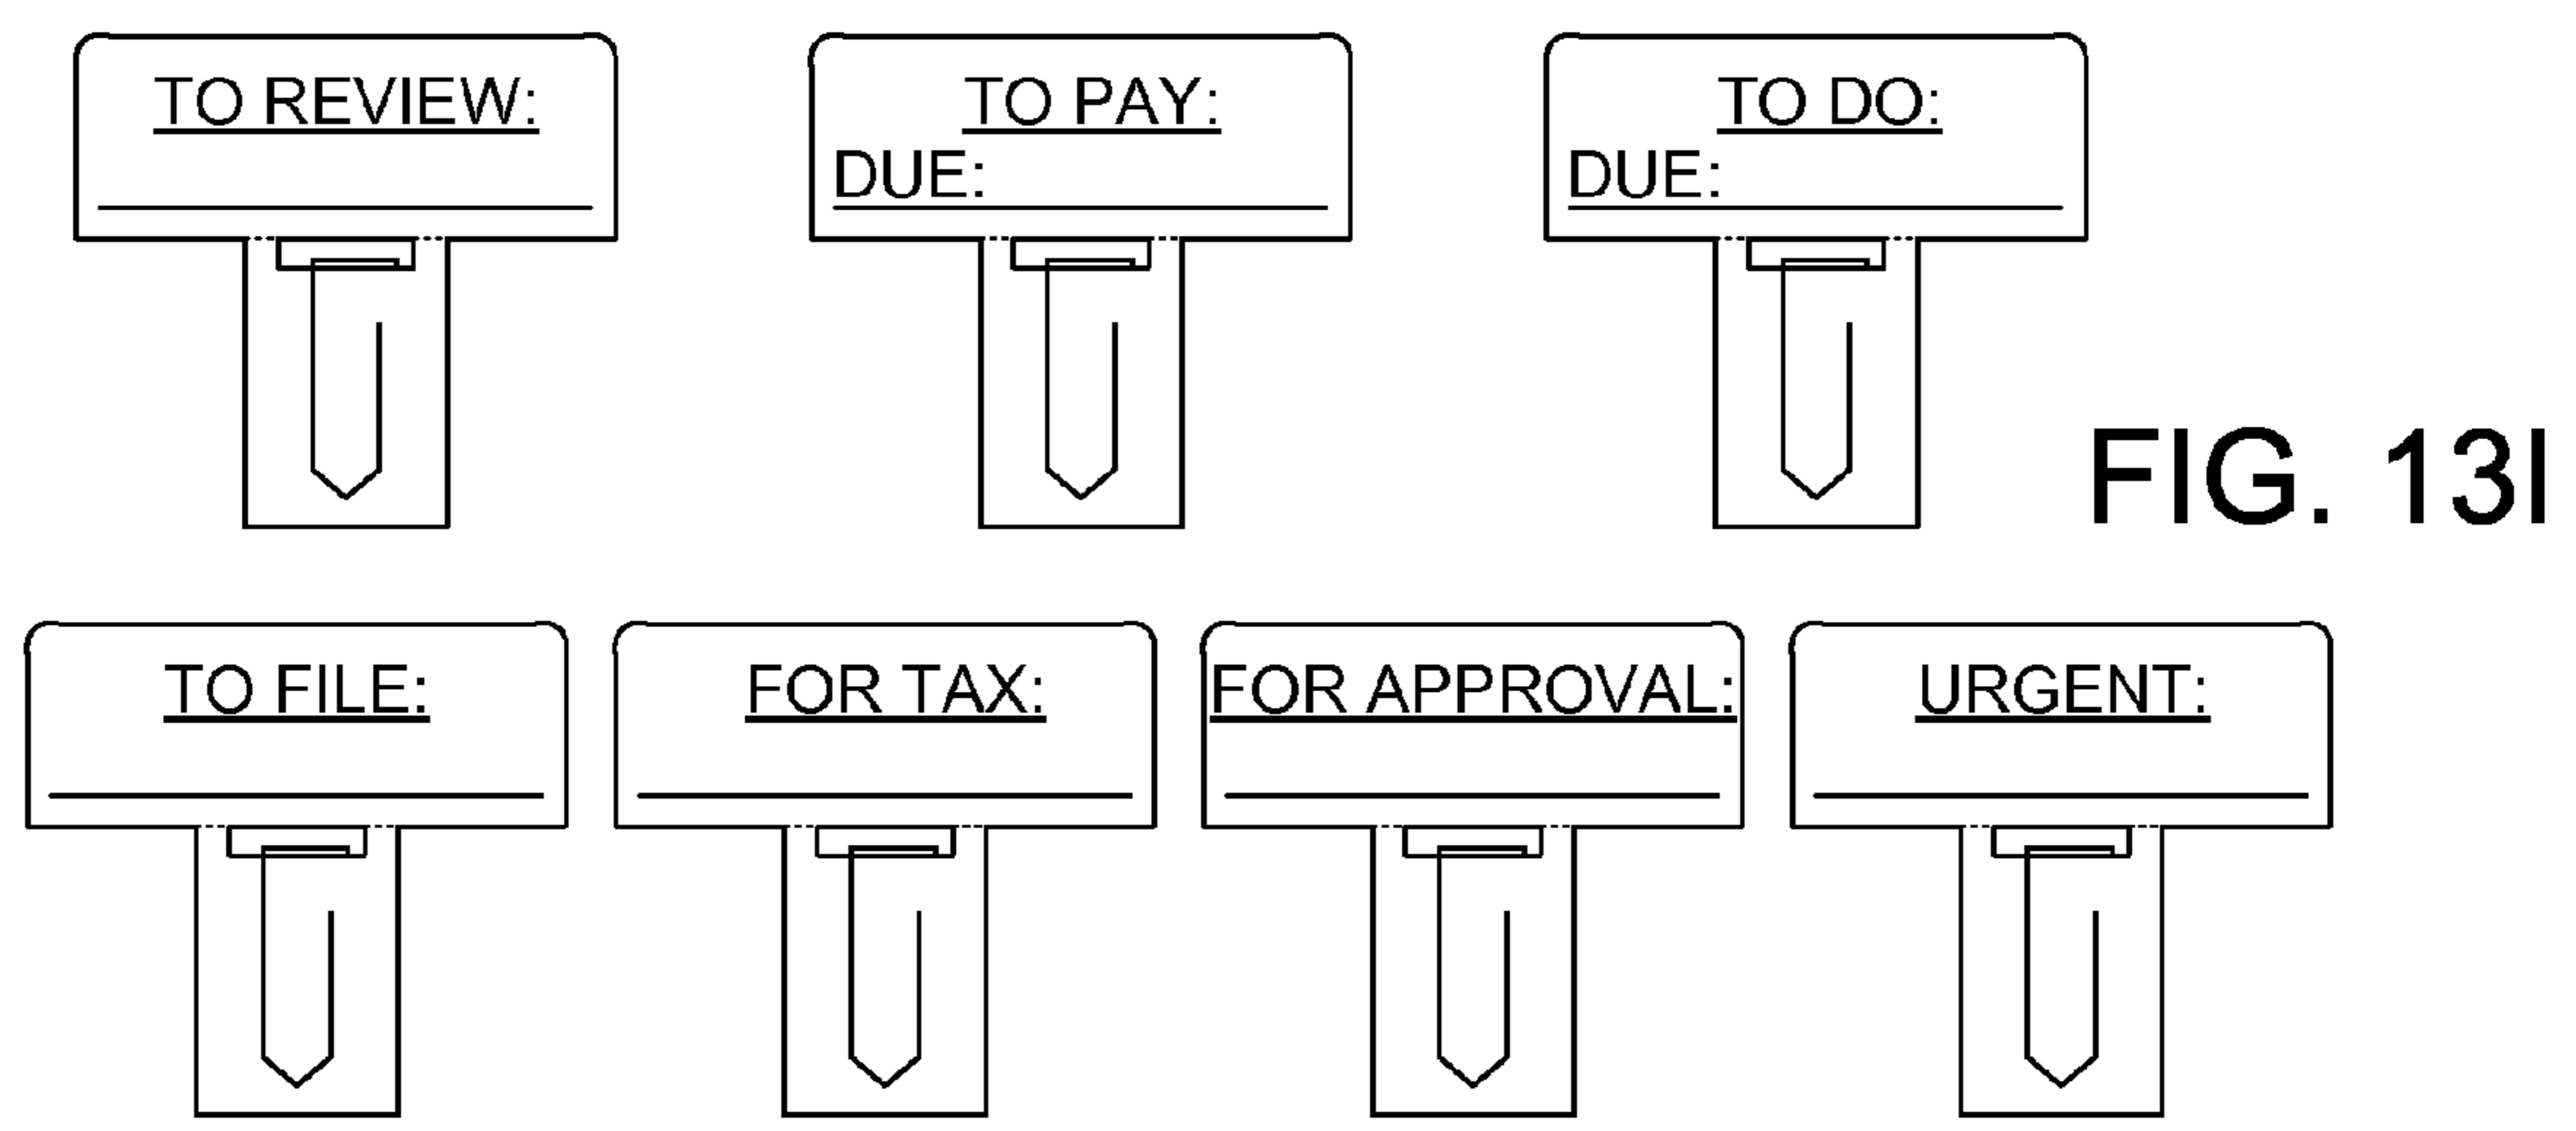 TO REVIEW:
TO PAY:
DUE:
TO DO:
DUE:
FIG. 13I
TO FILE:
FOR TAX:
FOR APPROVAL:
URGENT: